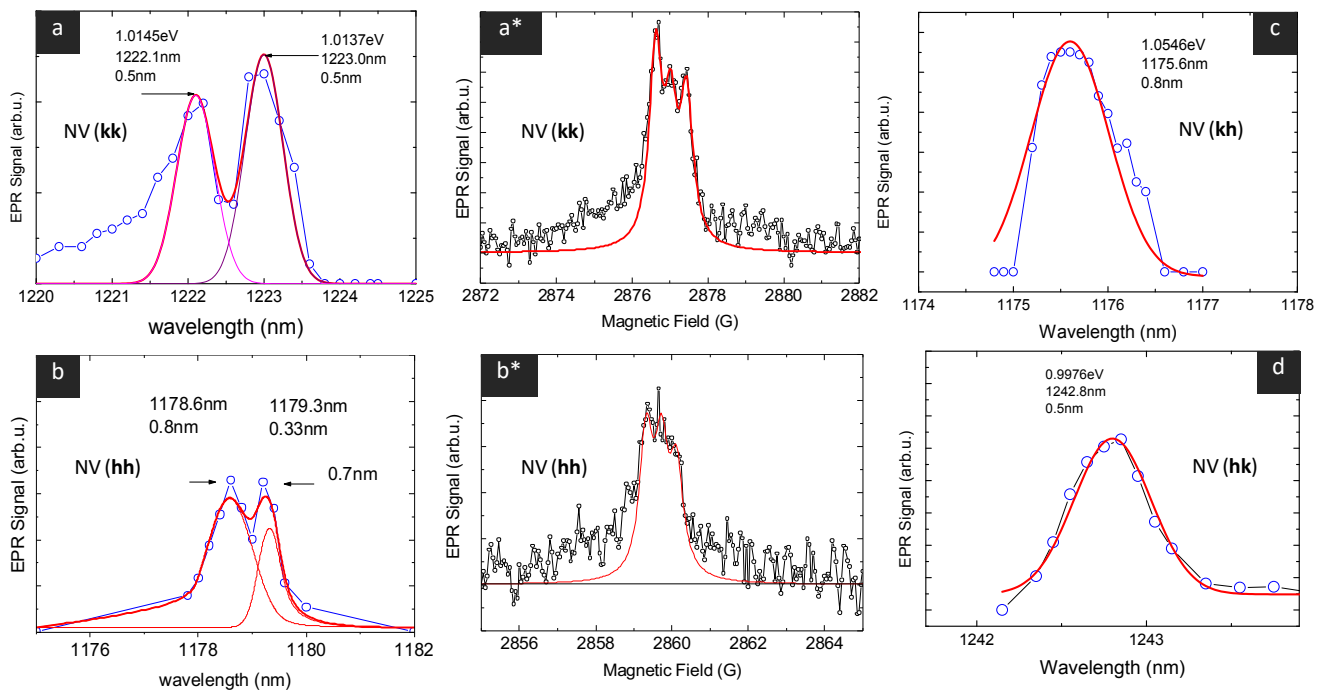 a
1.0145eV
1222.1nm
0.5nm
1.0137eV
1223.0nm
0.5nm
NV (kk)
EPR Signal (arb.u.)
1220 1221 1222 1223 1224 1225
wavelength (nm)
a*
NV (kk)
EPR Signal (arb.u.)
2872 2874 2876 2878 2880 2882
Magnetic Field (G)
c
1.0546eV
1175.6nm
0.8nm
NV (kh)
EPR Signal (arb.u.)
1174 1175 1176 1177 1178
Wavelength (nm)
b
1178.6nm
0.8nm
1179.3nm
0.33nm
0.7nm
NV (hh)
EPR Signal (arb.u.)
1176 1178 1180 1182
wavelength (nm)
b*
NV (hh)
EPR Signal (arb.u.)
2856 2858 2860 2862 2864
Magnetic Field (G)
d
0.9976eV
1242.8nm
0.5nm
NV (hk)
EPR Signal (arb.u.)
1242 1243
Wavelength (nm)